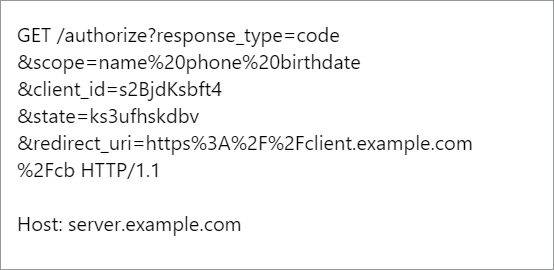 GET /authorize?response_type=code
&scope=name%20phone%20birthdate
&client_id=s2BjdKsbft4
&state=ks3ufhskdbv
&redirect_uri=https%3A%2F%2Fclient.example.com
%2Fcb HTTP/1.1
Host: server.example.com